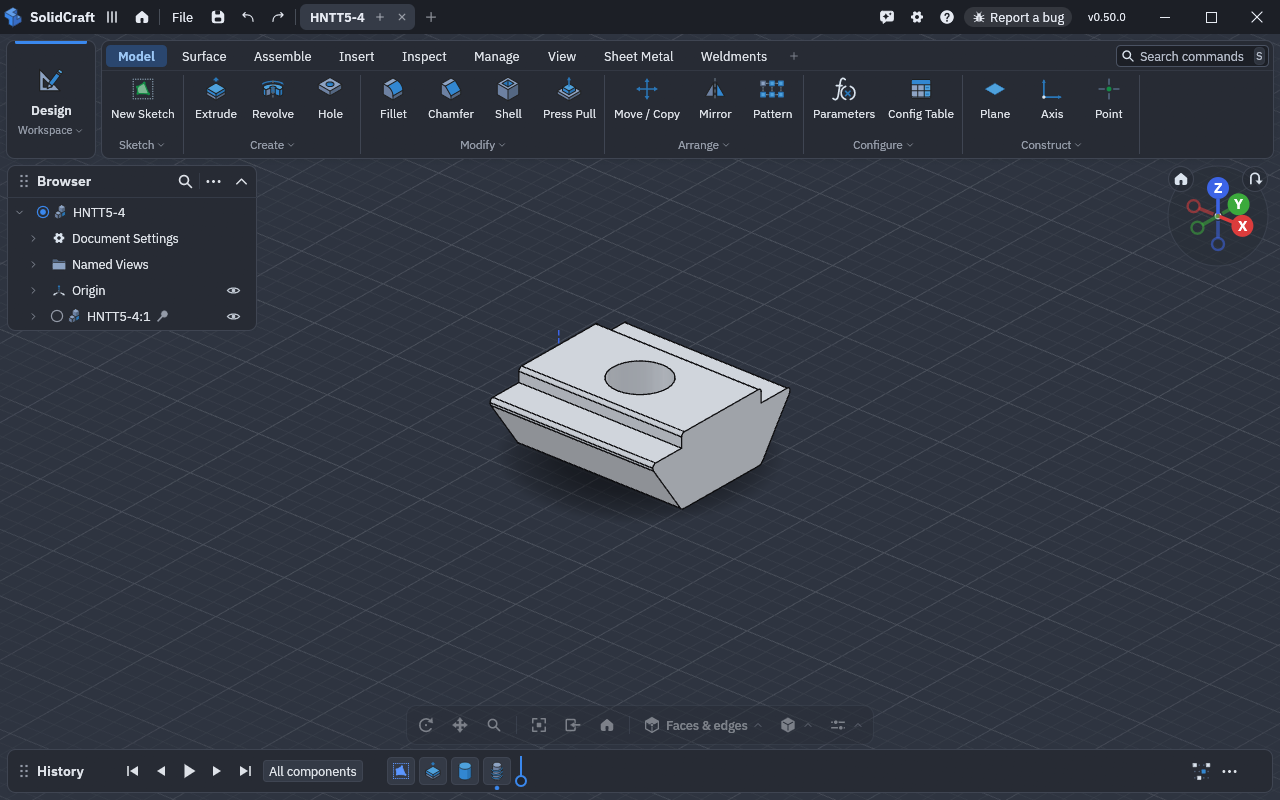 SolidCraft
File
HNTT5-4
Report a bug
v0.50.0
Design
Workspace
Model
Surface
Assemble
Insert
Inspect
Manage
View
Sheet Metal
Weldments
Search commands
S
New Sketch
Extrude
Revolve
Hole
Fillet
Chamfer
Shell
Press Pull
Move / Copy
Mirror
Pattern
Parameters
Config Table
Plane
Axis
Point
Sketch
Create
Modify
Arrange
Configure
Construct
Browser
HNTT5-4
Document Settings
Named Views
Origin
HNTT5-4:1
Z
Y
X
Faces & edges
History
All components